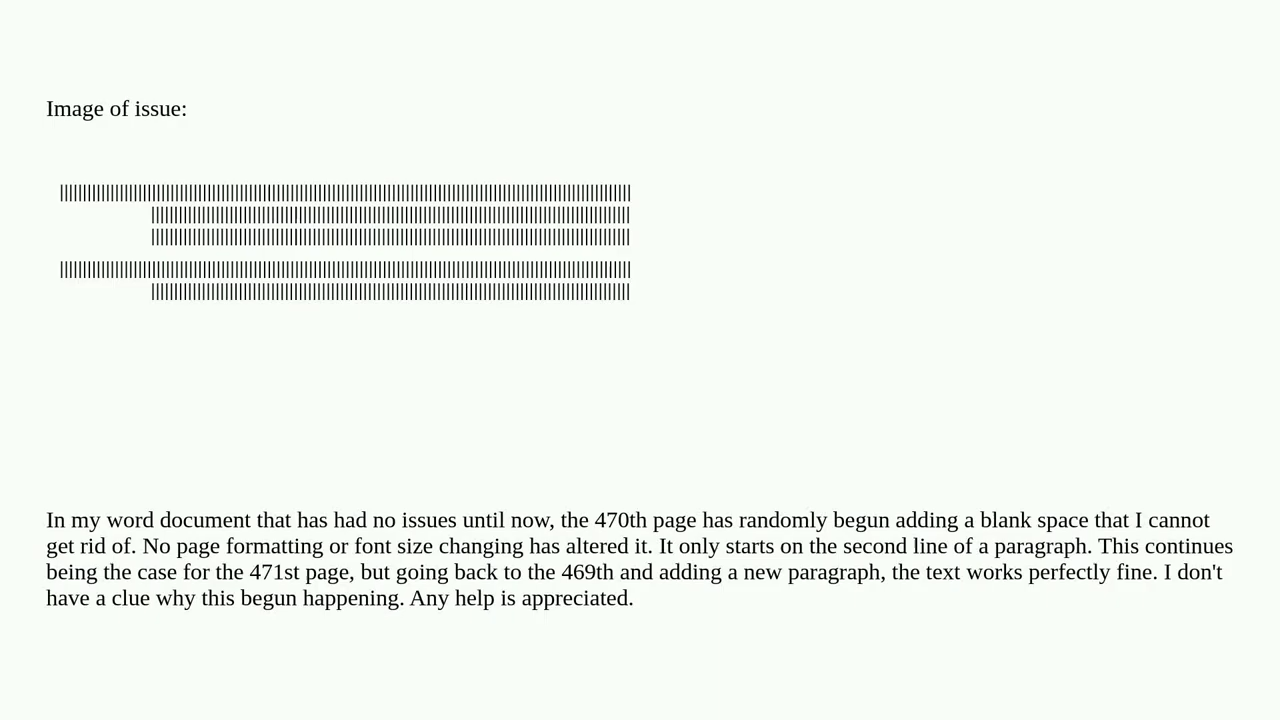 Image of issue:
||||||||||||||||||||||||||||||||||||||||||||||||||||||||||||||||||||||||||||||||||||||||||||||||||||||||||||||||||||||||||||
||||||||||||||||||||||||||||||||||||||||||||||||||||||||||||||||||||||||||||||||||||||||||||||||||||||||
||||||||||||||||||||||||||||||||||||||||||||||||||||||||||||||||||||||||||||||||||||||||||||||||||||||||
||||||||||||||||||||||||||||||||||||||||||||||||||||||||||||||||||||||||||||||||||||||||||||||||||||||||||||||||||||||||||||
||||||||||||||||||||||||||||||||||||||||||||||||||||||||||||||||||||||||||||||||||||||||||||||||||||||||
In my word document that has had no issues until now, the 470th page has randomly begun adding a blank space that I cannot
get rid of. No page formatting or font size changing has altered it. It only starts on the second line of a paragraph. This continues
being the case for the 471st page, but going back to the 469th and adding a new paragraph, the text works perfectly fine. I don't
have a clue why this begun happening. Any help is appreciated.